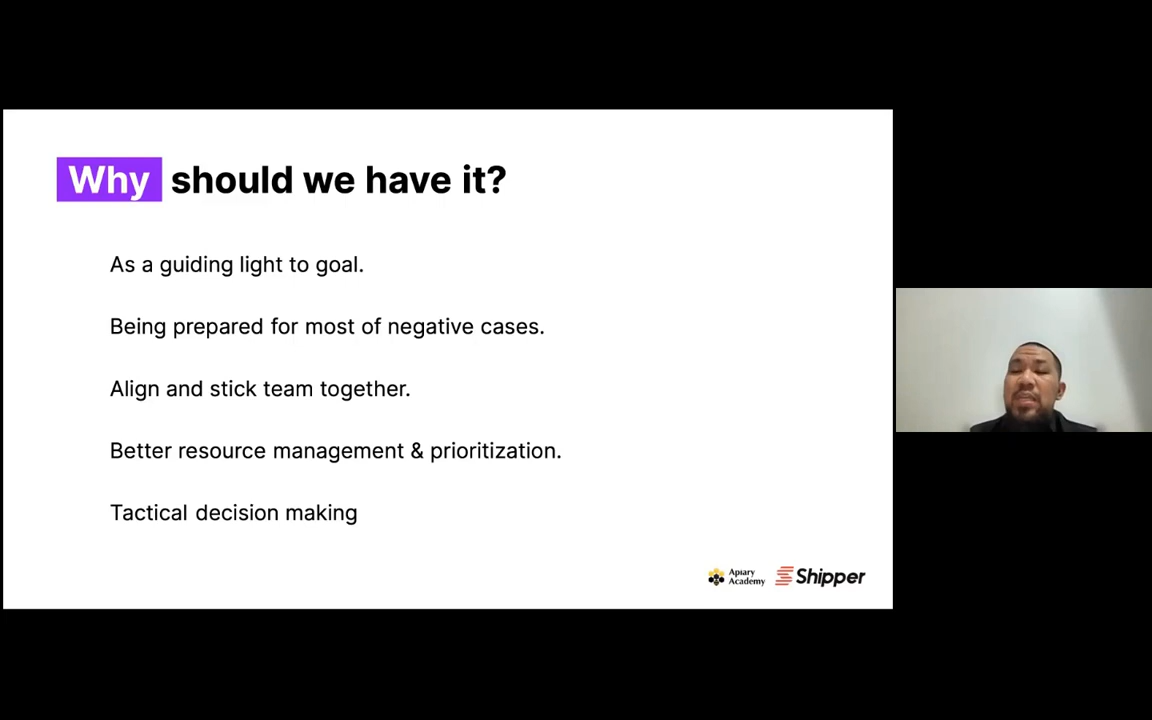 Why should we have it?
As a guiding light to goal.
Being prepared for most of negative cases.
Align and stick team together.
Better resource management & prioritization.
Tactical decision making
Apiary
Academy
Shipper